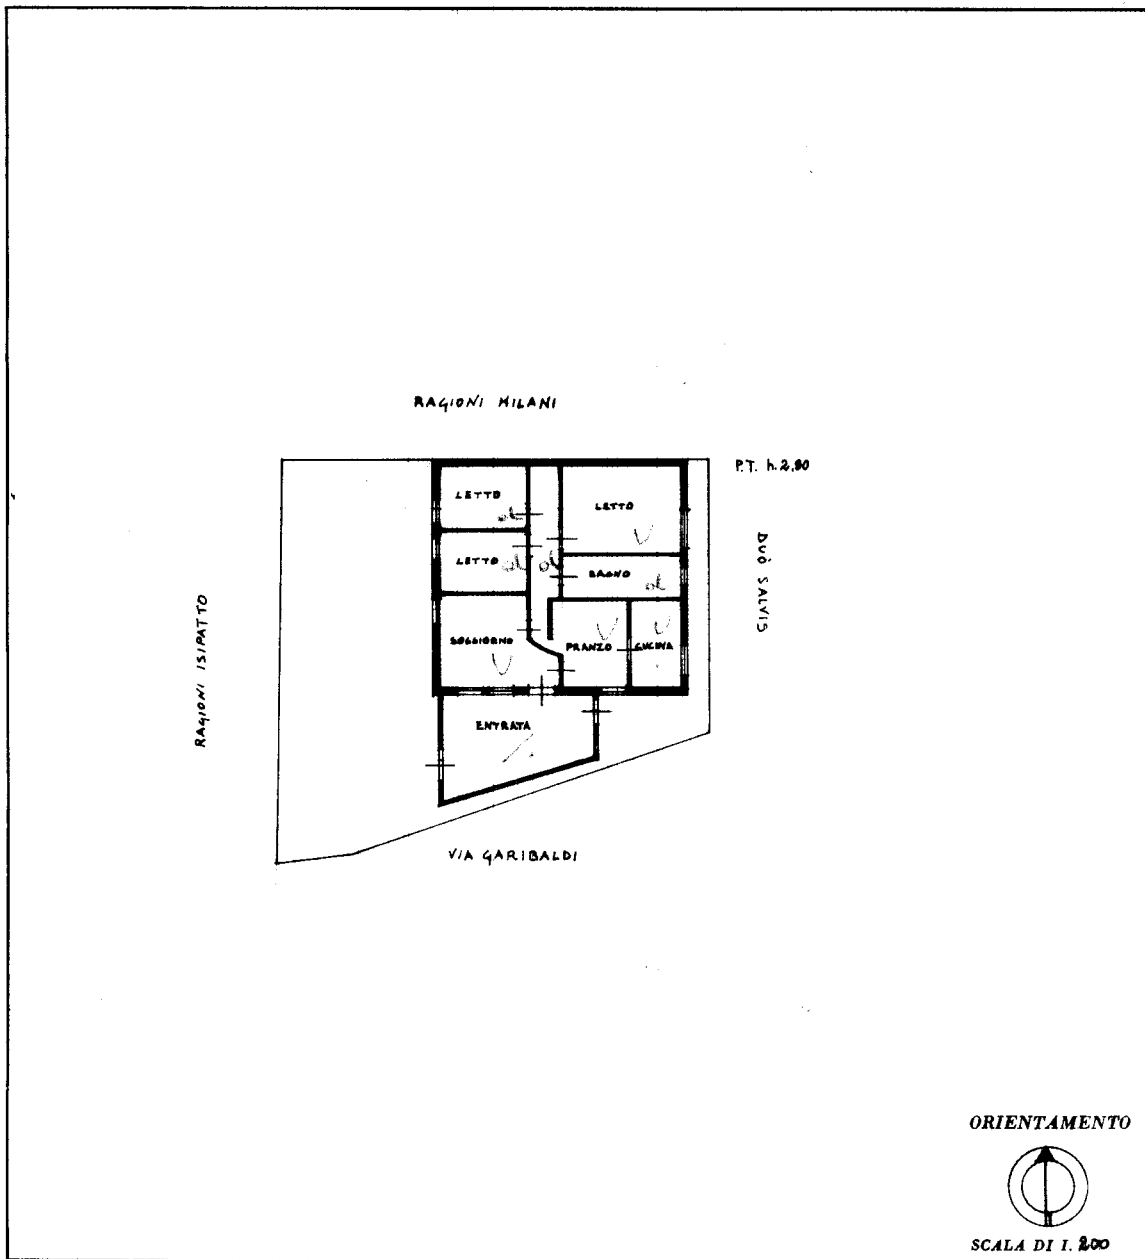 RAGIONI MILANI
P.T. h. 2,80
LETTO
LETTO
LETTO
BAGNO
DUÒ SALVIS
RAGIONI ISIPATTO
SOGGIORNO
PRANZO
CUCINA
ENTRATA
VIA GARIBALDI
ORIENTAMENTO
SCALA DI I. 200